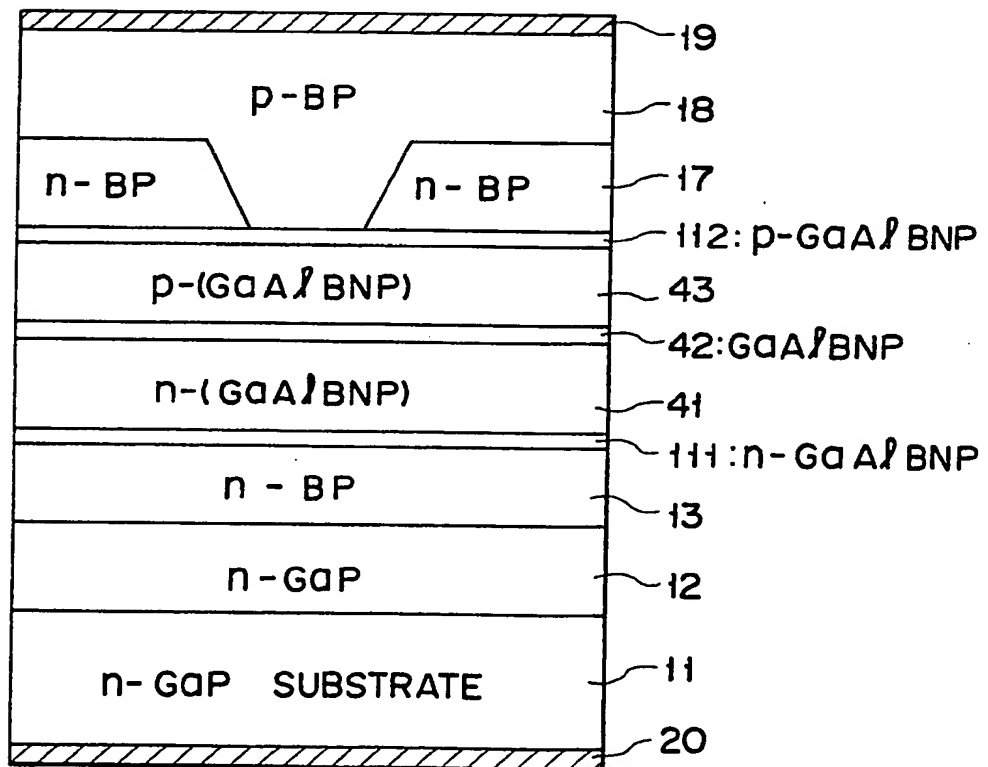 19
p-BP
18
n-BP
n-BP
17
112:p-GaAlBNP
p-(GaAlBNP)
43
42:GaAlBNP
n-(GaAlBNP)
41
111:n-GaAlBNP
n-BP
13
n-GaP
12
n-GaP SUBSTRATE
11
20